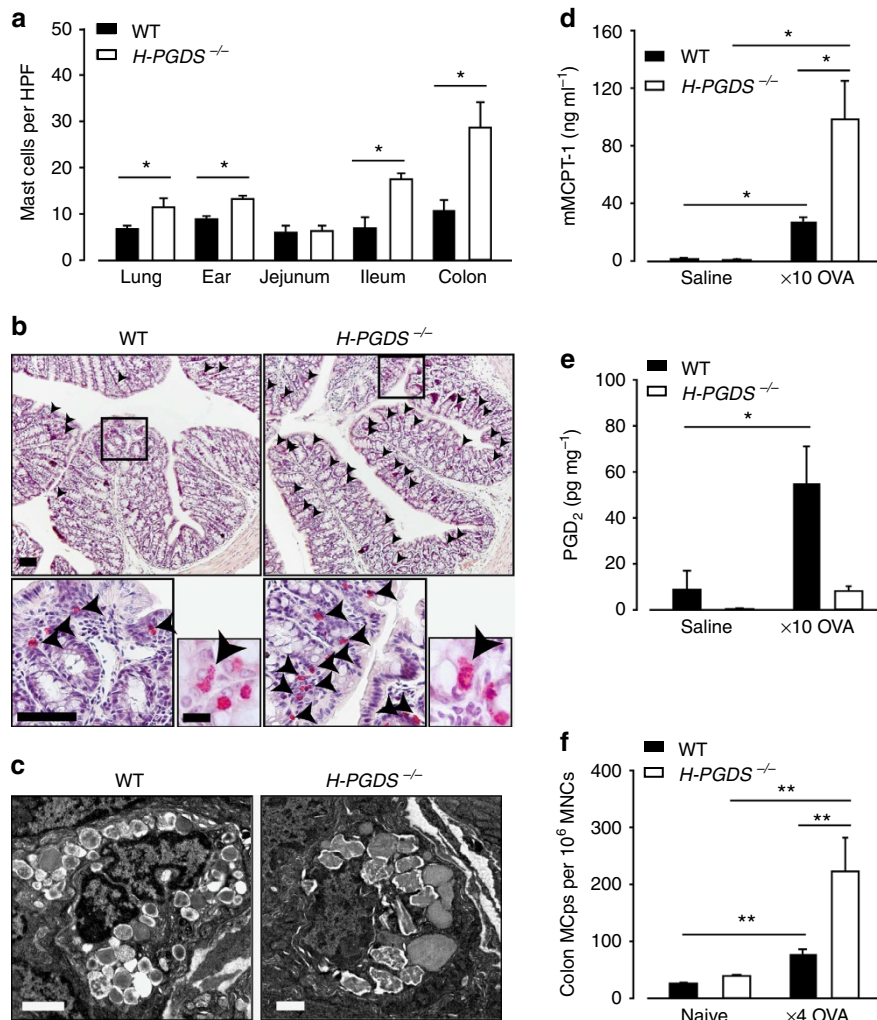 a
WT
H-PGDS −/−
Mast cells per HPF
50
40
30
20
10
0
*
*
*
*
Lung
Ear
Jejunum
Ileum
Colon
b
WT
H-PGDS −/−
c
WT
H-PGDS −/−
d
WT
H-PGDS −/−
mMCPT-1 (ng ml−1)
160
120
80
40
0
*
*
*
Saline
×10 OVA
e
WT
H-PGDS −/−
PGD2 (pg mg−1)
100
80
60
40
20
0
*
Saline
×10 OVA
f
WT
H-PGDS −/−
Colon MCps per 10⁶ MNCs
400
300
200
100
0
**
**
**
Naive
×4 OVA